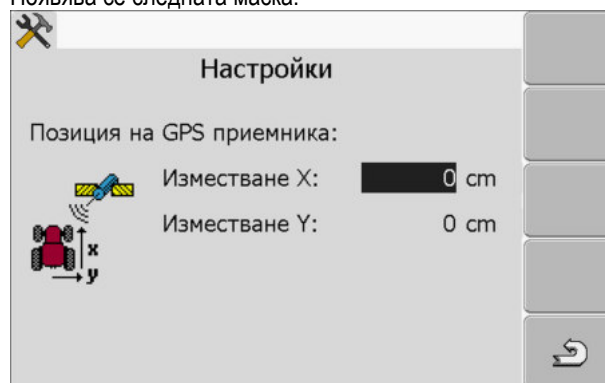 Появява се следната маска:
Настройки
Позиция на GPS приемника:
Изместване X: 0 cm
Изместване Y: 0 cm
x
y